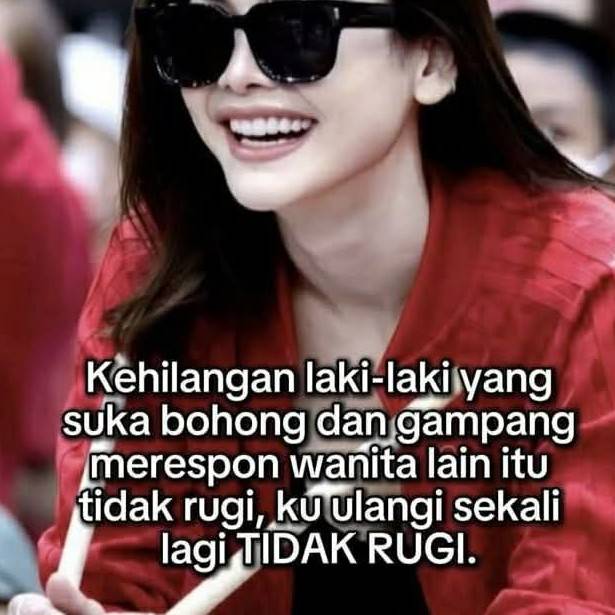 Kehilangan laki-laki yang
suka bohong dan gampang
merespon wanita lain itu
tidak rugi, ku ulangi sekali
lagi TIDAK RUGI.